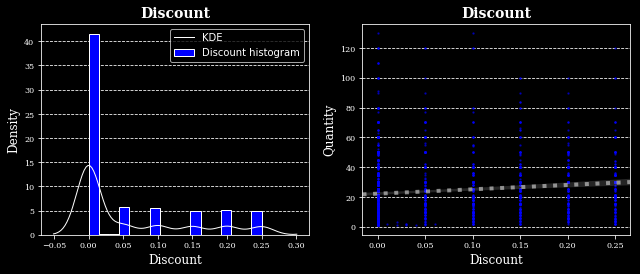 Discount
KDE
Discount histogram
Density
40
35
30
25
20
15
10
5
0
−0.05 0.00 0.05 0.10 0.15 0.20 0.25 0.30
Discount
Discount
Quantity
120
100
80
60
40
20
0
0.00 0.05 0.10 0.15 0.20 0.25
Discount